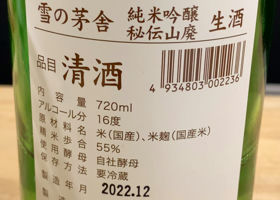 雪の茅舎 純米吟醸 秘伝山廃 生酒
品目 清酒
4 934803 002236
内容量 720ml
アルコール分 16度
原材料名 米(国産)、米麹(国産米)
精米歩合 55%
使用酵母 自社酵母
保存方法 要冷蔵
製造年月 2022.12